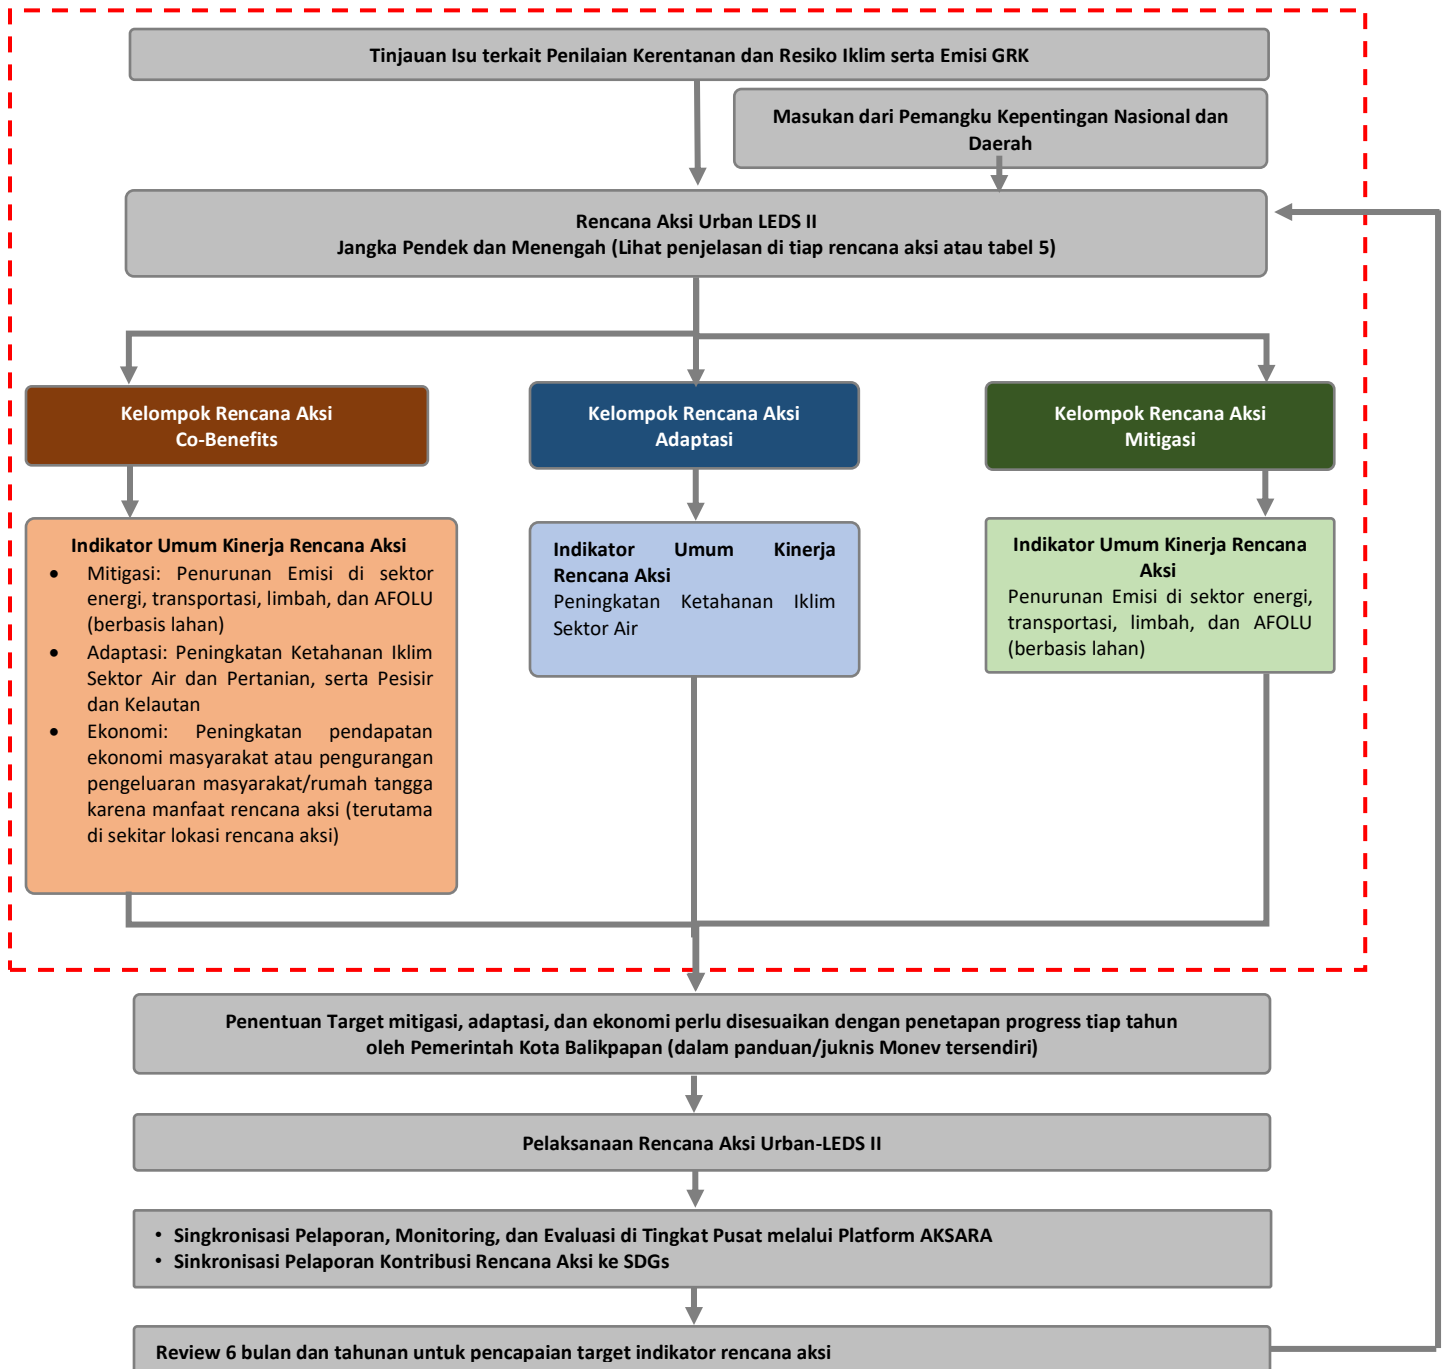 Tinjauan Isu terkait Penilaian Kerentanan dan Resiko Iklim serta Emisi GRK
Masukan dari Pemangku Kepentingan Nasional dan
Daerah
Rencana Aksi Urban LEDS II
Jangka Pendek dan Menengah (Lihat penjelasan di tiap rencana aksi atau tabel 5)
Kelompok Rencana Aksi
Co-Benefits
Kelompok Rencana Aksi
Adaptasi
Kelompok Rencana Aksi
Mitigasi
Indikator Umum Kinerja Rencana Aksi
• Mitigasi: Penurunan Emisi di sektor
energi, transportasi, limbah, dan AFOLU
(berbasis lahan)
• Adaptasi: Peningkatan Ketahanan Iklim
Sektor Air dan Pertanian, serta Pesisir
dan Kelautan
• Ekonomi: Peningkatan pendapatan
ekonomi masyarakat atau pengurangan
pengeluaran masyarakat/rumah tangga
karena manfaat rencana aksi (terutama
di sekitar lokasi rencana aksi)
Indikator Umum Kinerja
Rencana Aksi
Peningkatan Ketahanan Iklim
Sektor Air
Indikator Umum Kinerja Rencana
Aksi
Penurunan Emisi di sektor energi,
transportasi, limbah, dan AFOLU
(berbasis lahan)
Penentuan Target mitigasi, adaptasi, dan ekonomi perlu disesuaikan dengan penetapan progress tiap tahun
oleh Pemerintah Kota Balikpapan (dalam panduan/juknis Monev tersendiri)
Pelaksanaan Rencana Aksi Urban-LEDS II
• Singkronisasi Pelaporan, Monitoring, dan Evaluasi di Tingkat Pusat melalui Platform AKSARA
• Sinkronisasi Pelaporan Kontribusi Rencana Aksi ke SDGs
Review 6 bulan dan tahunan untuk pencapaian target indikator rencana aksi